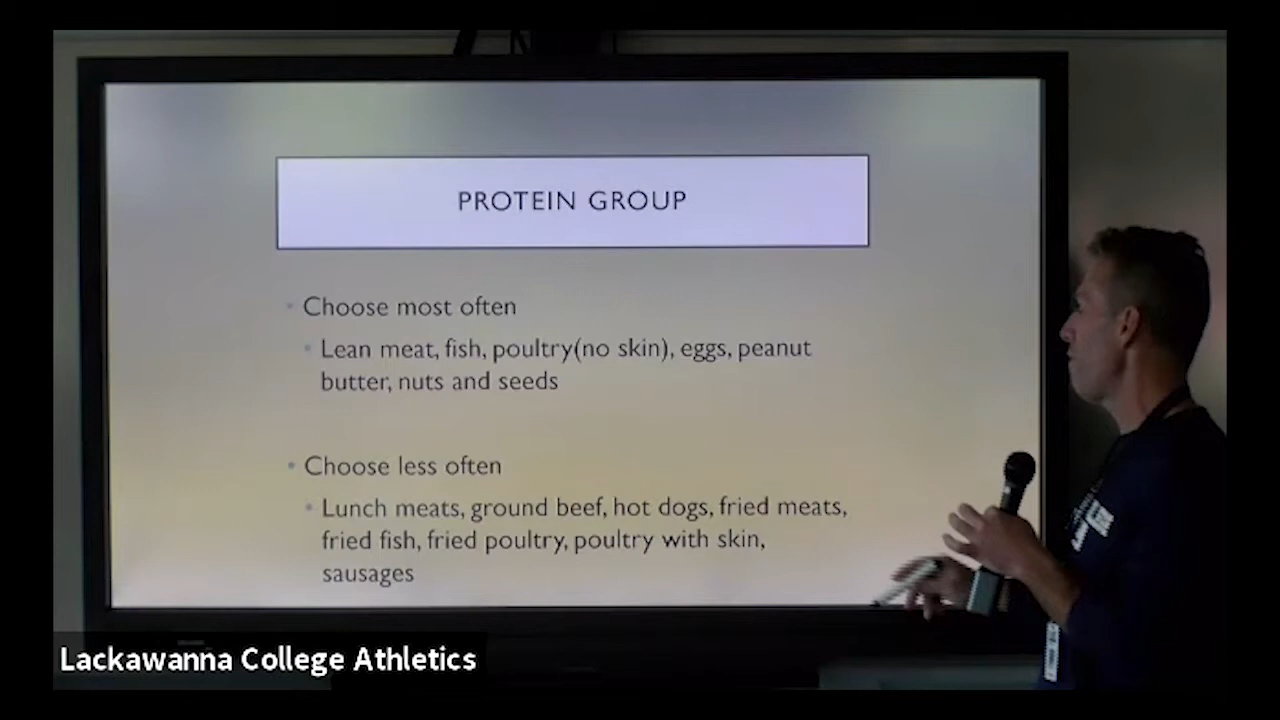 PROTEIN GROUP
• Choose most often
• Lean meat, fish, poultry(no skin), eggs, peanut
butter, nuts and seeds
• Choose less often
• Lunch meats, ground beef, hot dogs, fried meats,
fried fish, fried poultry, poultry with skin,
sausages
Lackawanna College Athletics